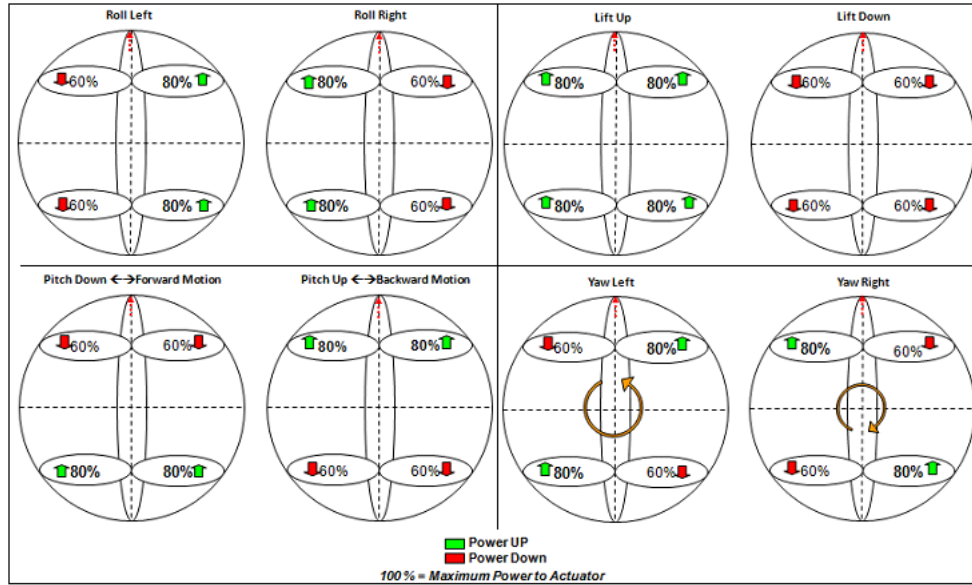 Roll Left Roll Right Lift Up Lift Down
60% 80% 80% 60% 80% 80% 60% 60%
60% 80% 80% 60% 80% 80% 60% 60%
Pitch Down <-->Forward Motion Pitch Up <-->Backward Motion Yaw Left Yaw Right
60% 60% 80% 80% 60% 80% 80% 60%
80% 80% 60% 60% 80% 60% 60% 80%
Power UP
Power Down
100% = Maximum Power to Actuator